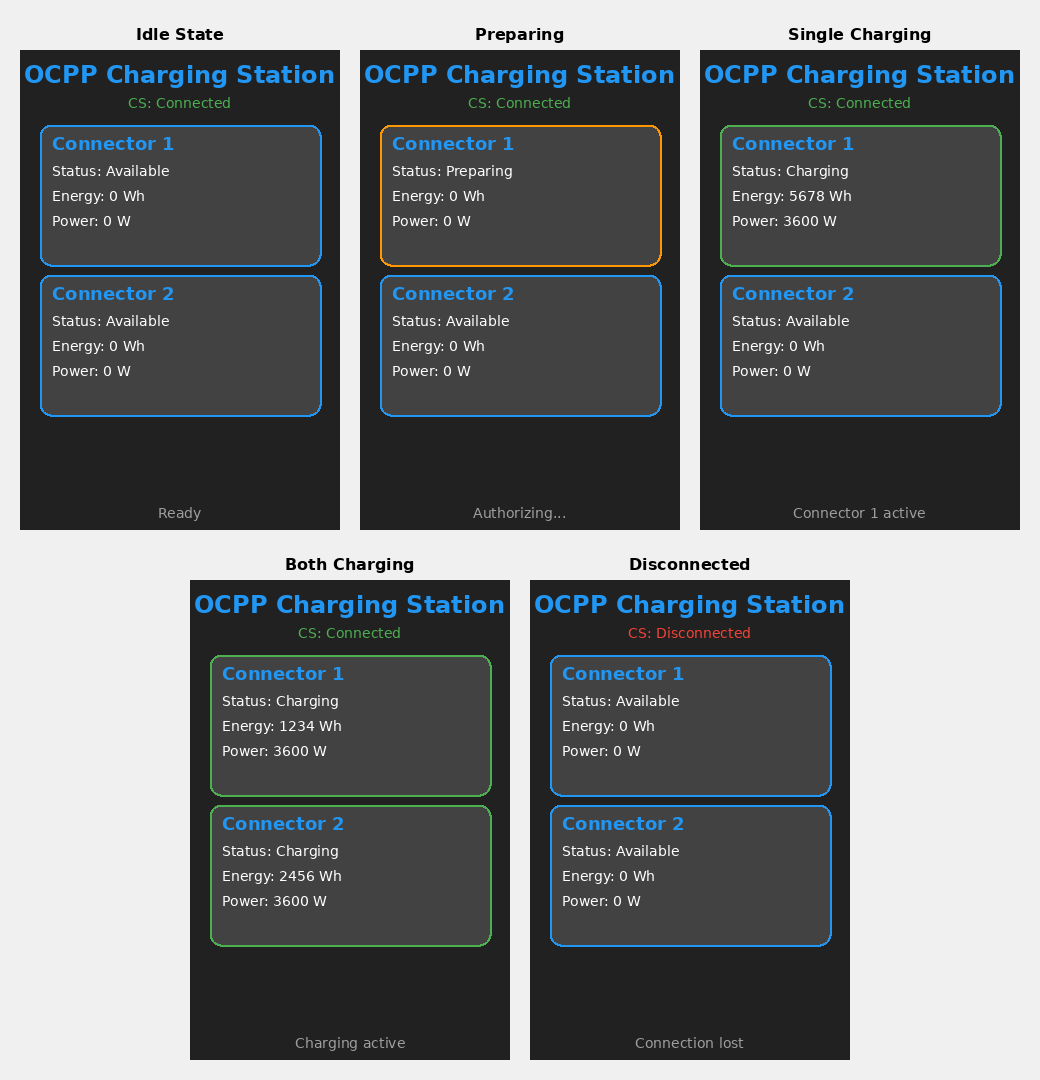 Idle State
OCPP Charging Station
CS: Connected
Connector 1
Status: Available
Energy: 0 Wh
Power: 0 W
Connector 2
Status: Available
Energy: 0 Wh
Power: 0 W
Ready
Preparing
OCPP Charging Station
CS: Connected
Connector 1
Status: Preparing
Energy: 0 Wh
Power: 0 W
Connector 2
Status: Available
Energy: 0 Wh
Power: 0 W
Authorizing...
Single Charging
OCPP Charging Station
CS: Connected
Connector 1
Status: Charging
Energy: 5678 Wh
Power: 3600 W
Connector 2
Status: Available
Energy: 0 Wh
Power: 0 W
Connector 1 active
Both Charging
OCPP Charging Station
CS: Connected
Connector 1
Status: Charging
Energy: 1234 Wh
Power: 3600 W
Connector 2
Status: Charging
Energy: 2456 Wh
Power: 3600 W
Charging active
Disconnected
OCPP Charging Station
CS: Disconnected
Connector 1
Status: Available
Energy: 0 Wh
Power: 0 W
Connector 2
Status: Available
Energy: 0 Wh
Power: 0 W
Connection lost